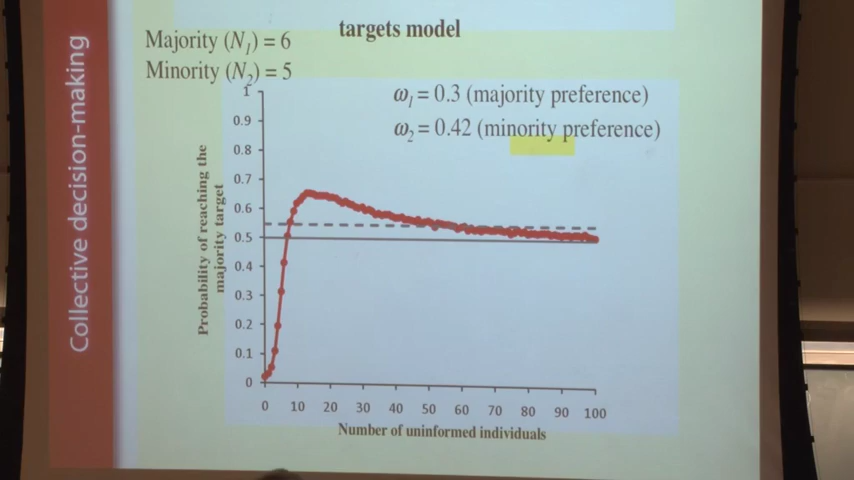 Collective decision-making
targets model
Majority (N1) = 6
Minority (N2) = 5
ω1 = 0.3 (majority preference)
ω2 = 0.42 (minority preference)
Probability of reaching the
majority target
1
0.9
0.8
0.7
0.6
0.5
0.4
0.3
0.2
0.1
0
0 10 20 30 40 50 60 70 80 90 100
Number of uninformed individuals